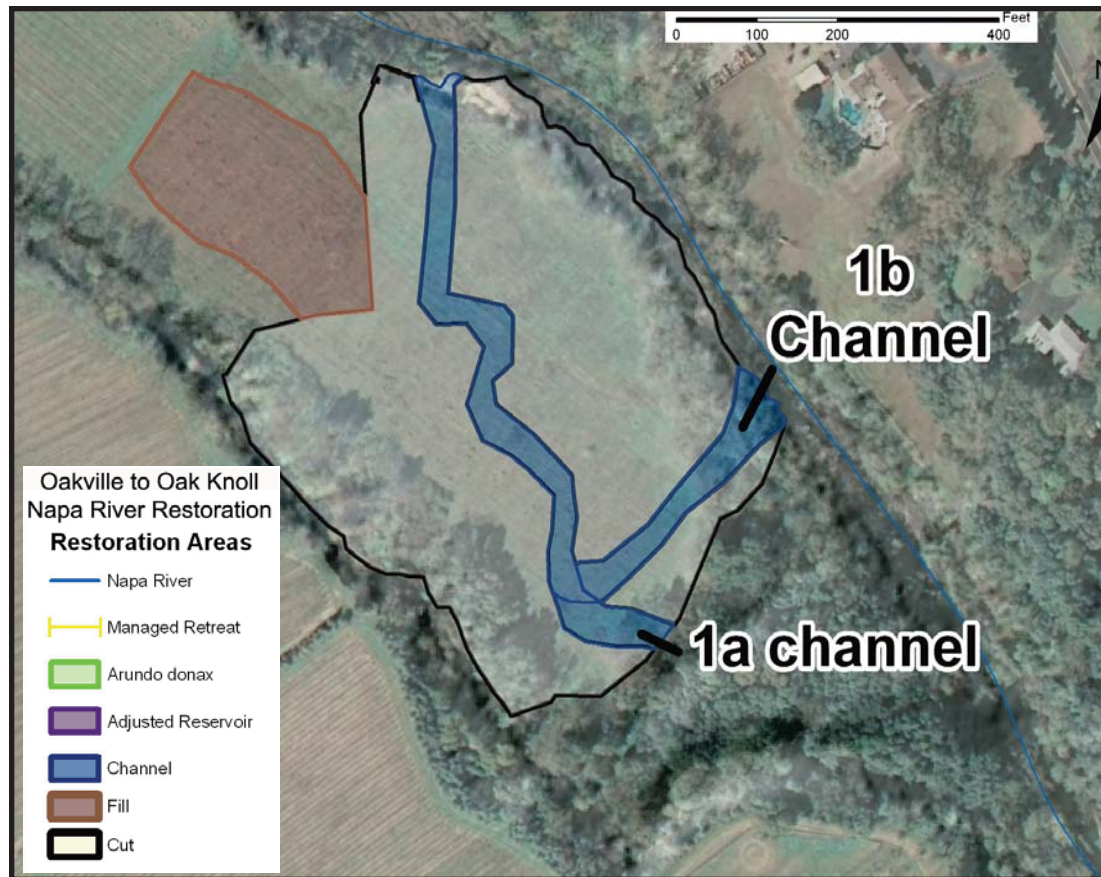 Feet
0 100 200 400
N
1b
Channel
1a channel
Oakville to Oak Knoll
Napa River Restoration
Restoration Areas
Napa River
Managed Retreat
Arundo donax
Adjusted Reservoir
Channel
Fill
Cut